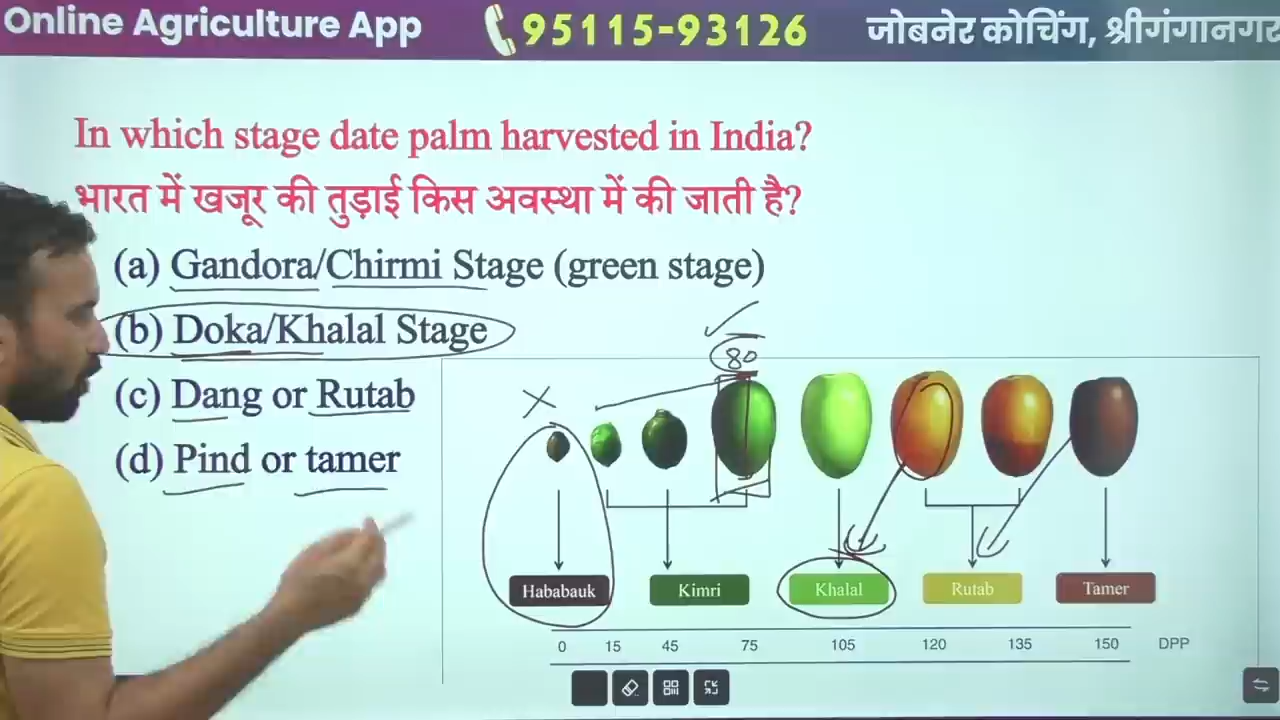 Online Agriculture App 95115-93126 जोबनेर कोचिंग, श्रीगंगानगर
In which stage date palm harvested in India?
भारत में खजूर की तुड़ाई किस अवस्था में की जाती है?
(a) Gandora/Chirmi Stage (green stage)
(b) Doka/Khalal Stage
(c) Dang or Rutab
(d) Pind or tamer
80
Hababauk Kimri Khalal Rutab Tamer
0 15 45 75 105 120 135 150 DPP